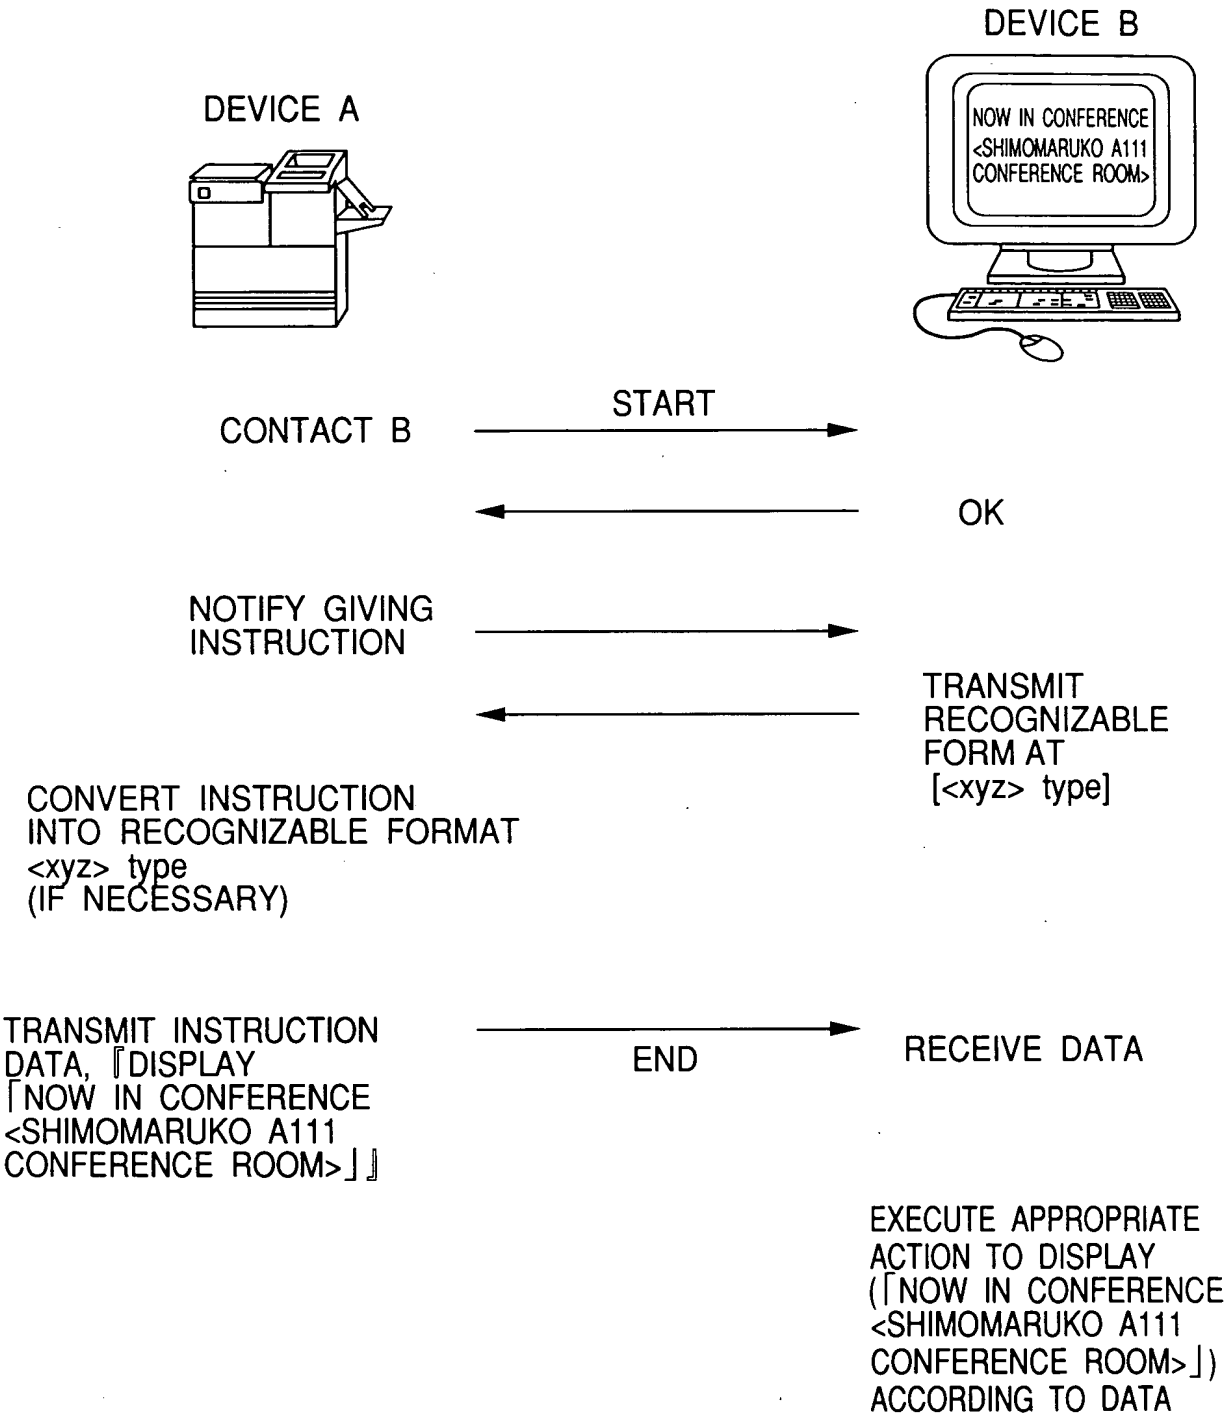 DEVICE B
DEVICE A
NOW IN CONFERENCE
<SHIMOMARUKO A111
CONFERENCE ROOM>
START
CONTACT B
OK
NOTIFY GIVING
INSTRUCTION
TRANSMIT
RECOGNIZABLE
FORM AT
[<xyz> type]
CONVERT INSTRUCTION
INTO RECOGNIZABLE FORMAT
<xyz> type
(IF NECESSARY)
TRANSMIT INSTRUCTION
DATA, 『DISPLAY
「NOW IN CONFERENCE
<SHIMOMARUKO A111
CONFERENCE ROOM>」』
END
RECEIVE DATA
EXECUTE APPROPRIATE
ACTION TO DISPLAY
(「NOW IN CONFERENCE
<SHIMOMARUKO A111
CONFERENCE ROOM>」)
ACCORDING TO DATA